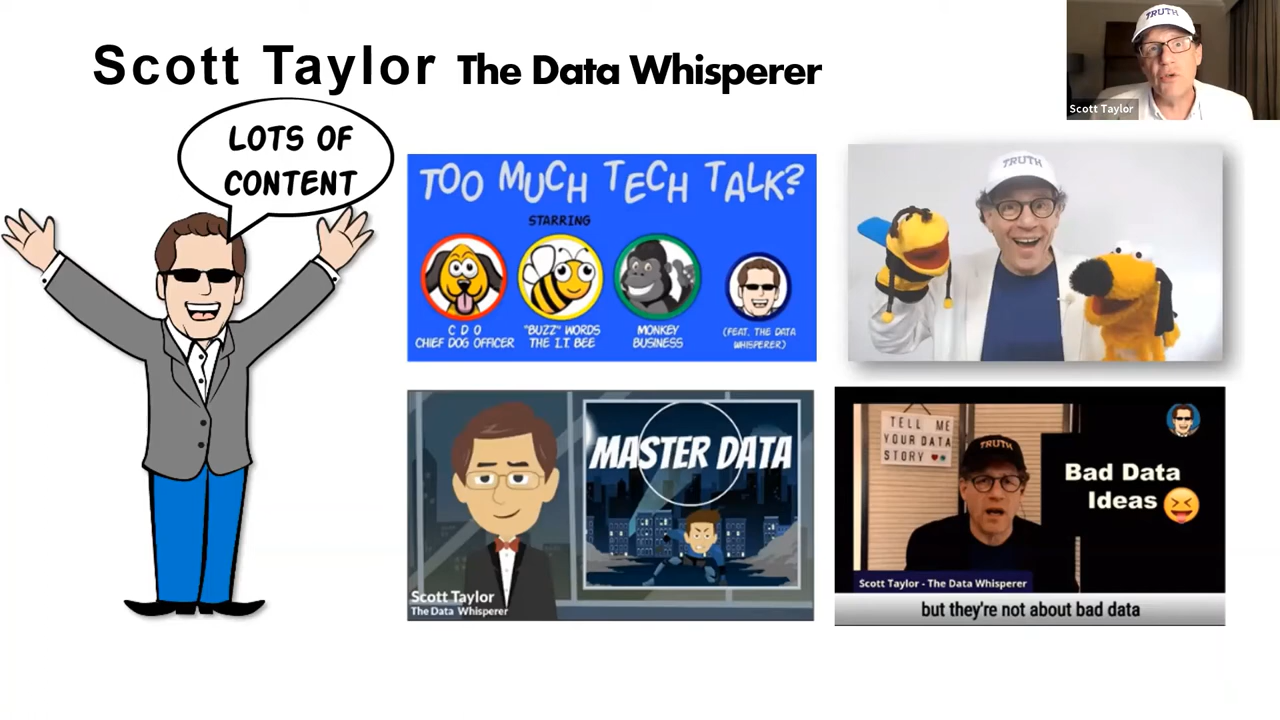 Scott Taylor The Data Whisperer
TRUTH
Scott Taylor
LOTS OF
CONTENT
TOO MUCH TECH TALK?
STARRING
C D O
CHIEF DOG OFFICER
"BUZZ" WORDS
THE I.T. BEE
MONKEY
BUSINESS
(FEAT. THE DATA
WHISPERER)
TRUTH
MASTER DATA
Scott Taylor
The Data Whisperer
TELL ME
YOUR DATA
STORY
TRUTH
Bad Data
Ideas
Scott Taylor - The Data Whisperer
but they're not about bad data